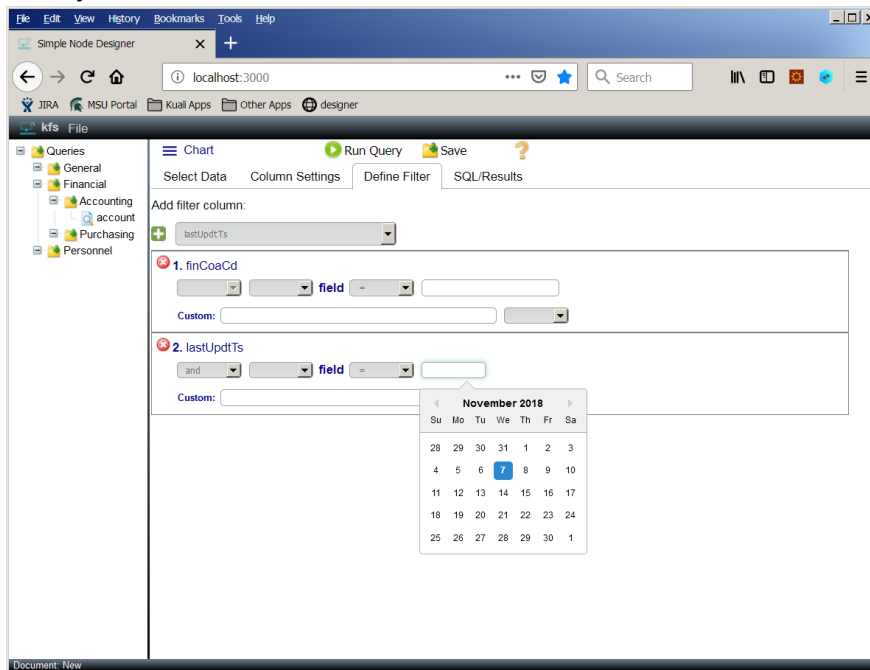 File Edit View History Bookmarks Tools Help
Simple Node Designer
localhost:3000 Search
JIRA MSU Portal Kuali Apps Other Apps designer
kfs File
Queries
General
Financial
Accounting
account
Purchasing
Personnel
Chart Run Query Save
Select Data Column Settings Define Filter SQL/Results
Add filter column:
lastUpdtTs
1. finCoaCd
field =
Custom:
2. lastUpdtTs
and field =
Custom:
November 2018
Su Mo Tu We Th Fr Sa
28 29 30 31 1 2 3
4 5 6 7 8 9 10
11 12 13 14 15 16 17
18 19 20 21 22 23 24
25 26 27 28 29 30 1
Document: New